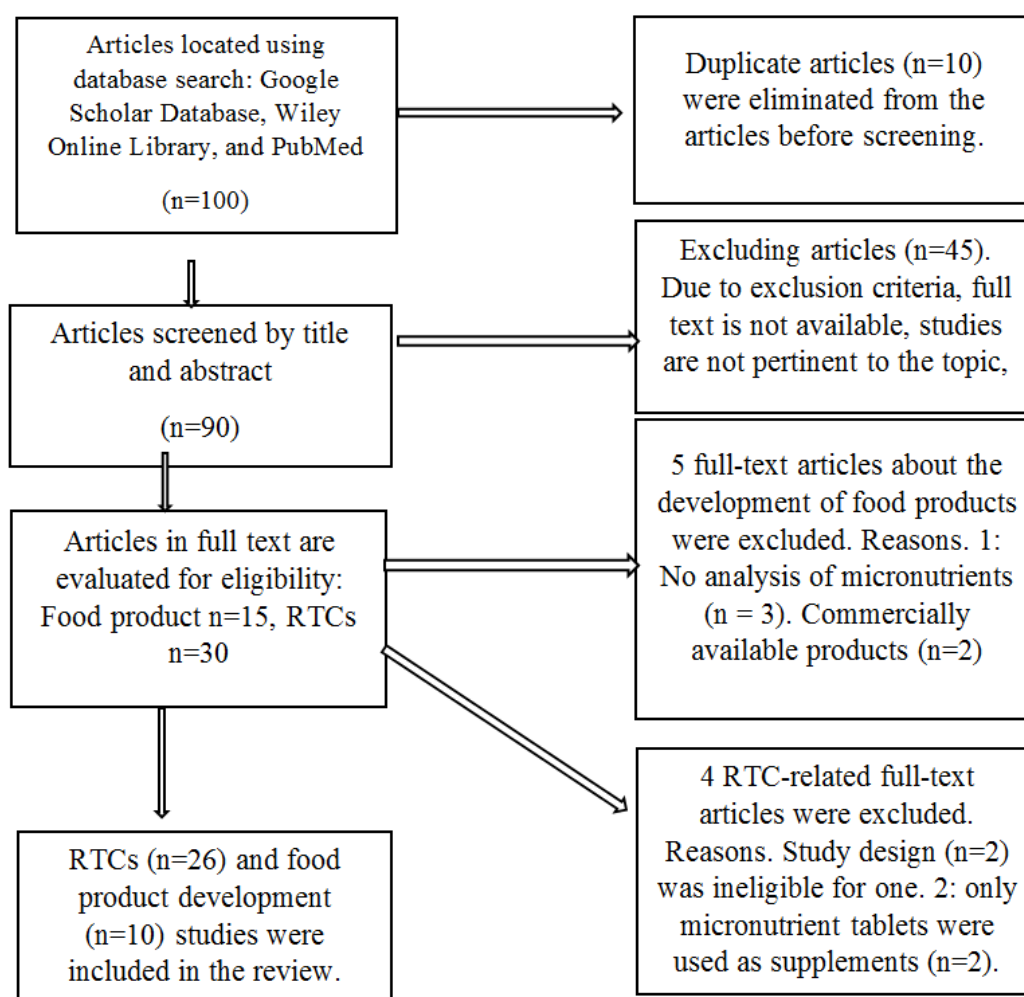 Articles located using
database search: Google
Scholar Database, Wiley
Online Library, and PubMed
(n=100)
Duplicate articles (n=10)
were eliminated from the
articles before screening.
Articles screened by title
and abstract
(n=90)
Excluding articles (n=45).
Due to exclusion criteria, full
text is not available, studies
are not pertinent to the topic,
Articles in full text are
evaluated for eligibility:
Food product n=15, RTCs
n=30
5 full-text articles about the
development of food products
were excluded. Reasons. 1:
No analysis of micronutrients
(n = 3). Commercially
available products (n=2)
4 RTC-related full-text
articles were excluded.
Reasons. Study design (n=2)
was ineligible for one. 2: only
micronutrient tablets were
used as supplements (n=2).
RTCs (n=26) and food
product development
(n=10) studies were
included in the review.